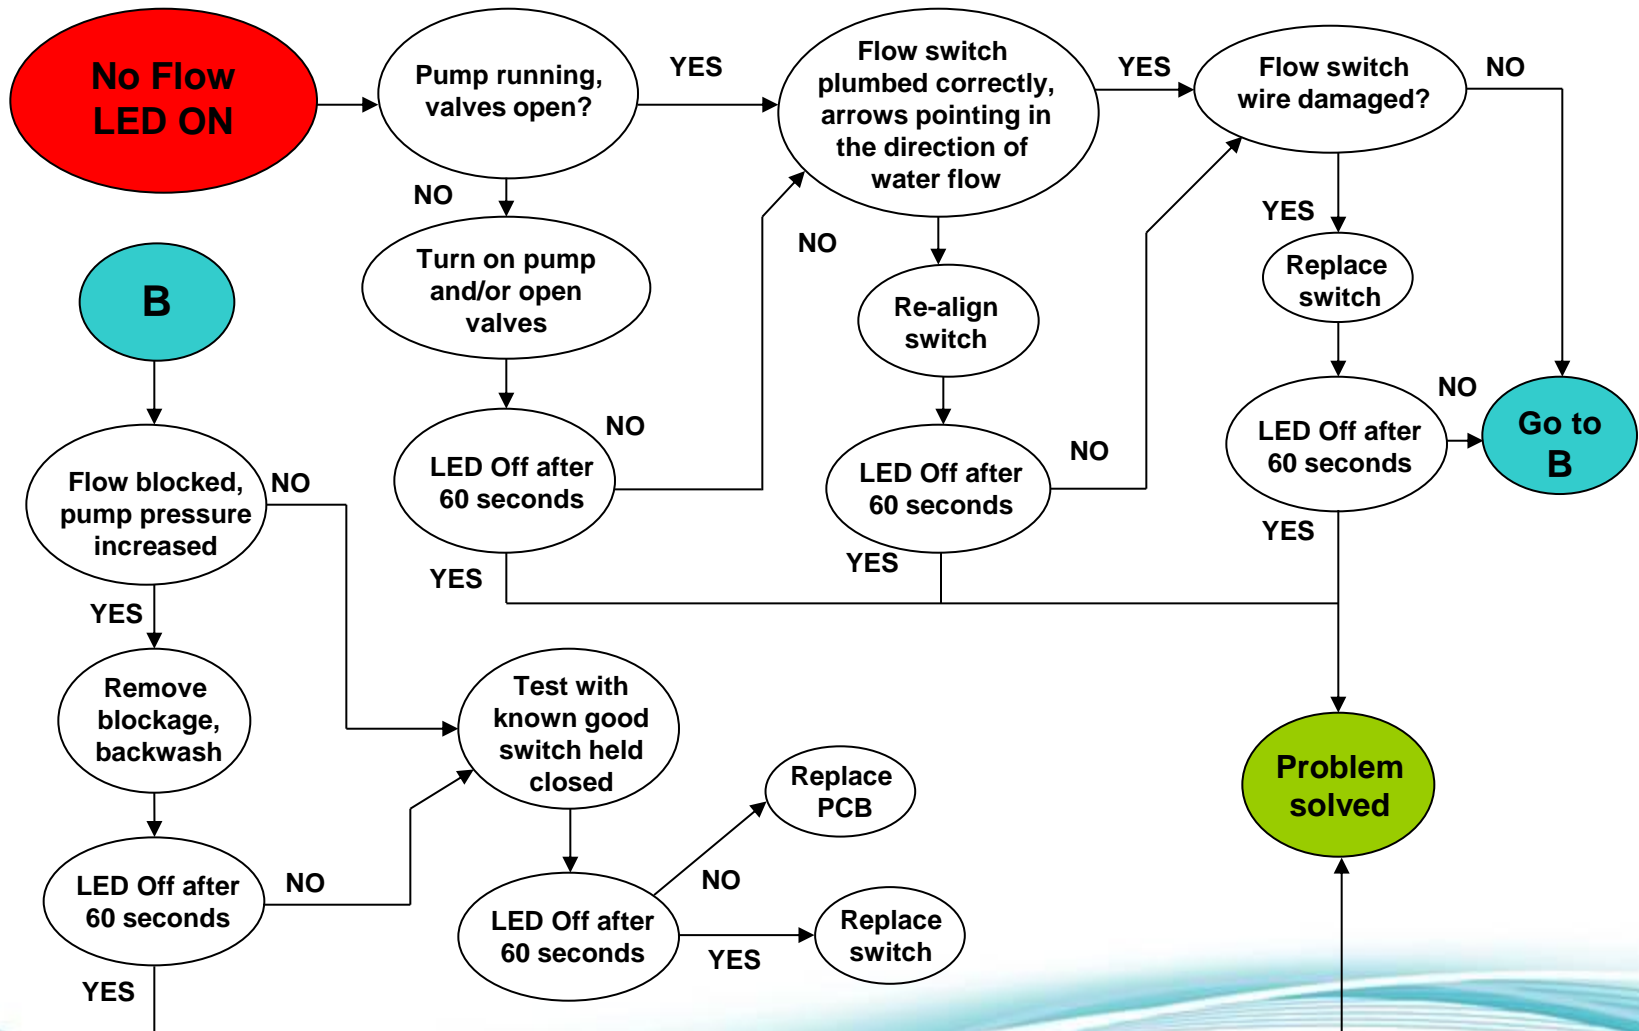 No Flow
LED ON
Pump running,
valves open?
YES
Flow switch
plumbed correctly,
arrows pointing in
the direction of
water flow
YES
Flow switch
wire damaged?
NO
NO
Turn on pump
and/or open
valves
NO
Re-align
switch
YES
Replace
switch
B
LED Off after
60 seconds
NO
LED Off after
60 seconds
NO
LED Off after
60 seconds
NO
Go to
B
YES
YES
YES
Flow blocked,
pump pressure
increased
NO
YES
Remove
blockage,
backwash
Test with
known good
switch held
closed
Replace
PCB
Problem
solved
LED Off after
60 seconds
NO
LED Off after
60 seconds
NO
YES
Replace
switch
YES